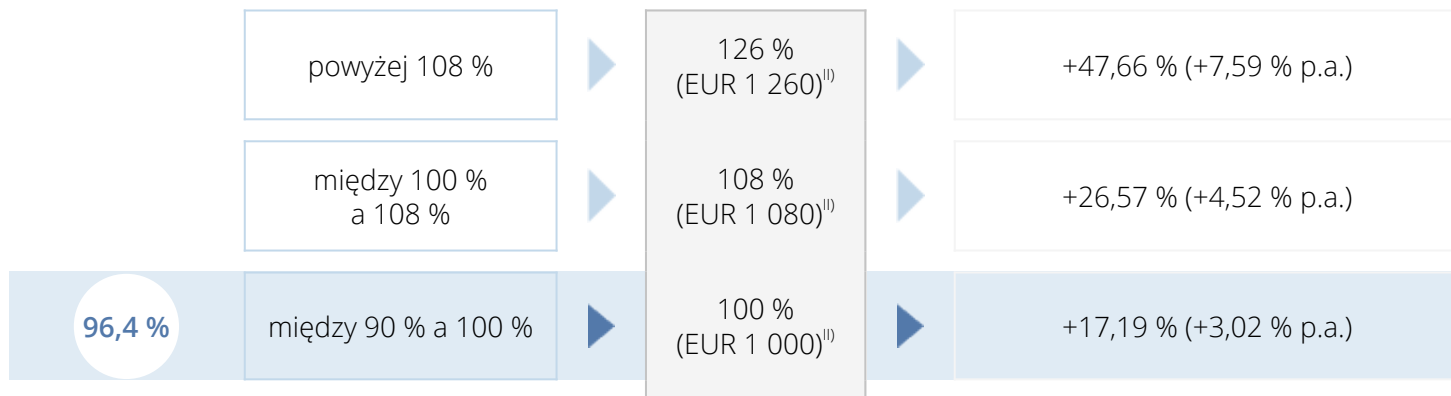 powyżej 108 %
126 %
(EUR 1 260)II)
+47,66 % (+7,59 % p.a.)
między 100 %
a 108 %
108 %
(EUR 1 080)II)
+26,57 % (+4,52 % p.a.)
96,4 %
między 90 % a 100 %
100 %
(EUR 1 000)II)
+17,19 % (+3,02 % p.a.)